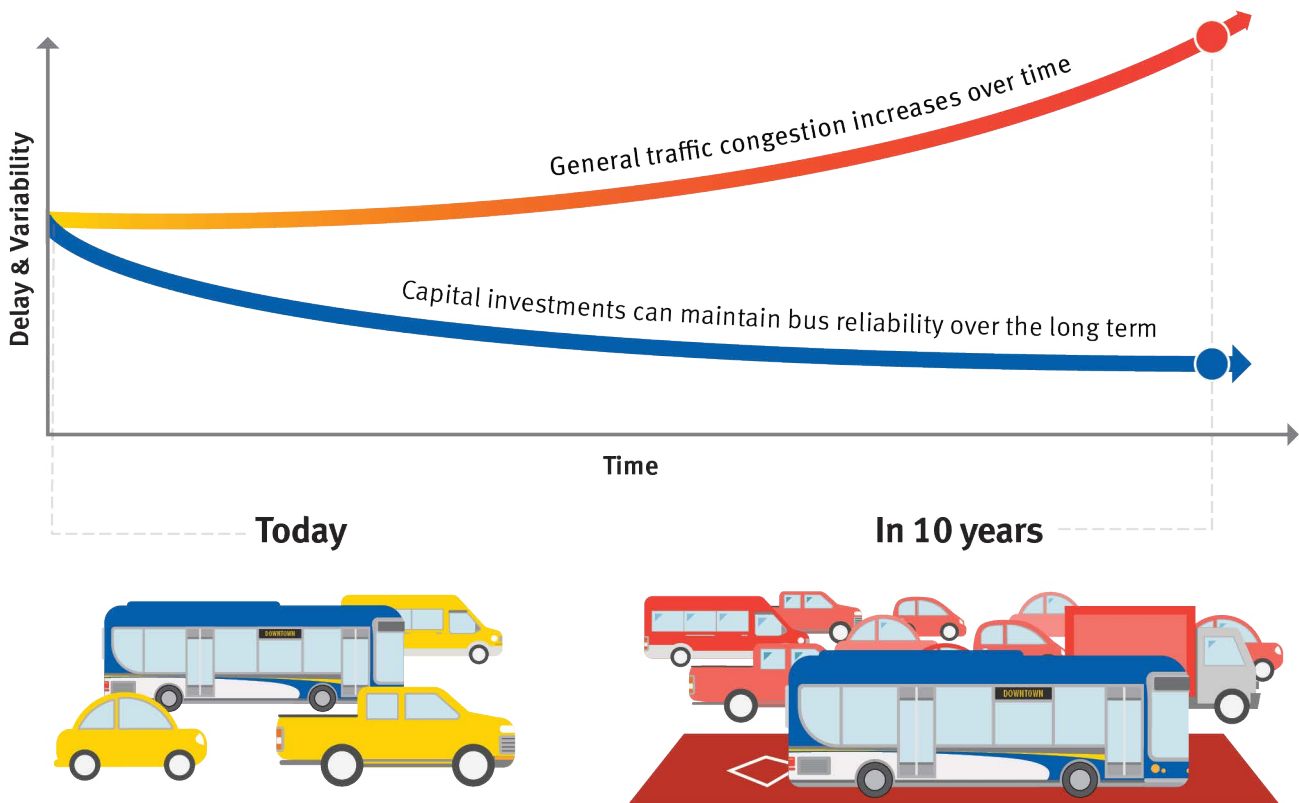 General traffic congestion increases over time
Delay & Variability
Capital investments can maintain bus reliability over the long term
Time
Today
In 10 years
DOWNTOWN
DOWNTOWN